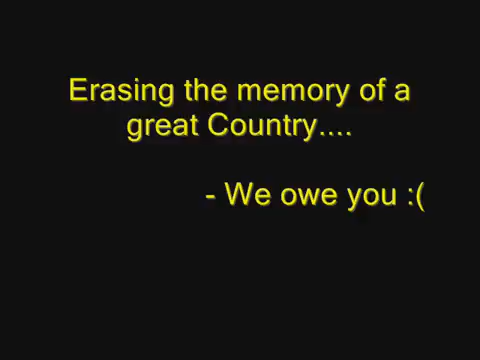 Erasing the memory of a
great Country....
- We owe you :(